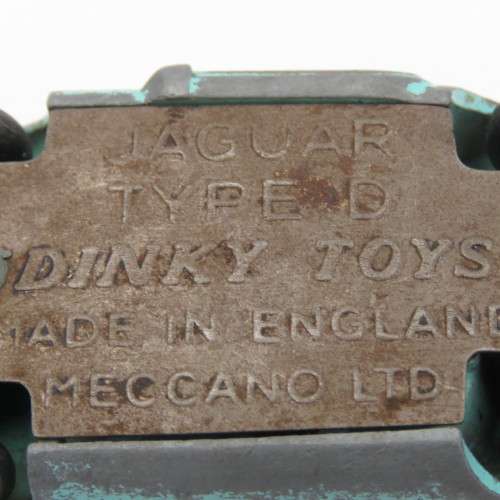 JAGUAR
TYPE D
DINKY TOYS
MADE IN ENGLAND
MECCANO LTD